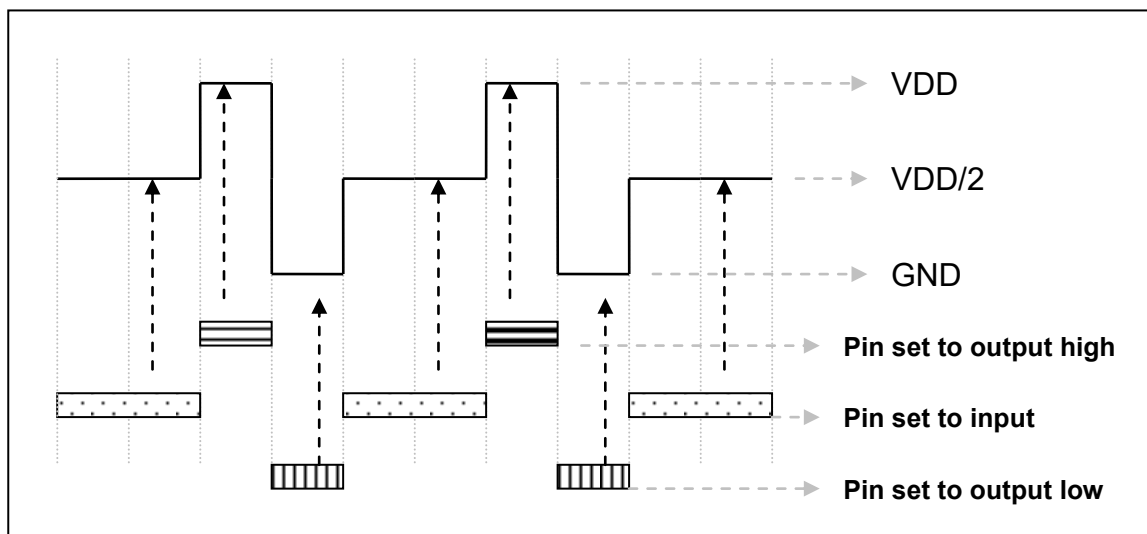 VDD
VDD/2
GND
Pin set to output high
Pin set to input
Pin set to output low